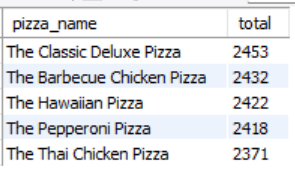 pizza_name total
The Classic Deluxe Pizza 2453
The Barbecue Chicken Pizza 2432
The Hawaiian Pizza 2422
The Pepperoni Pizza 2418
The Thai Chicken Pizza 2371